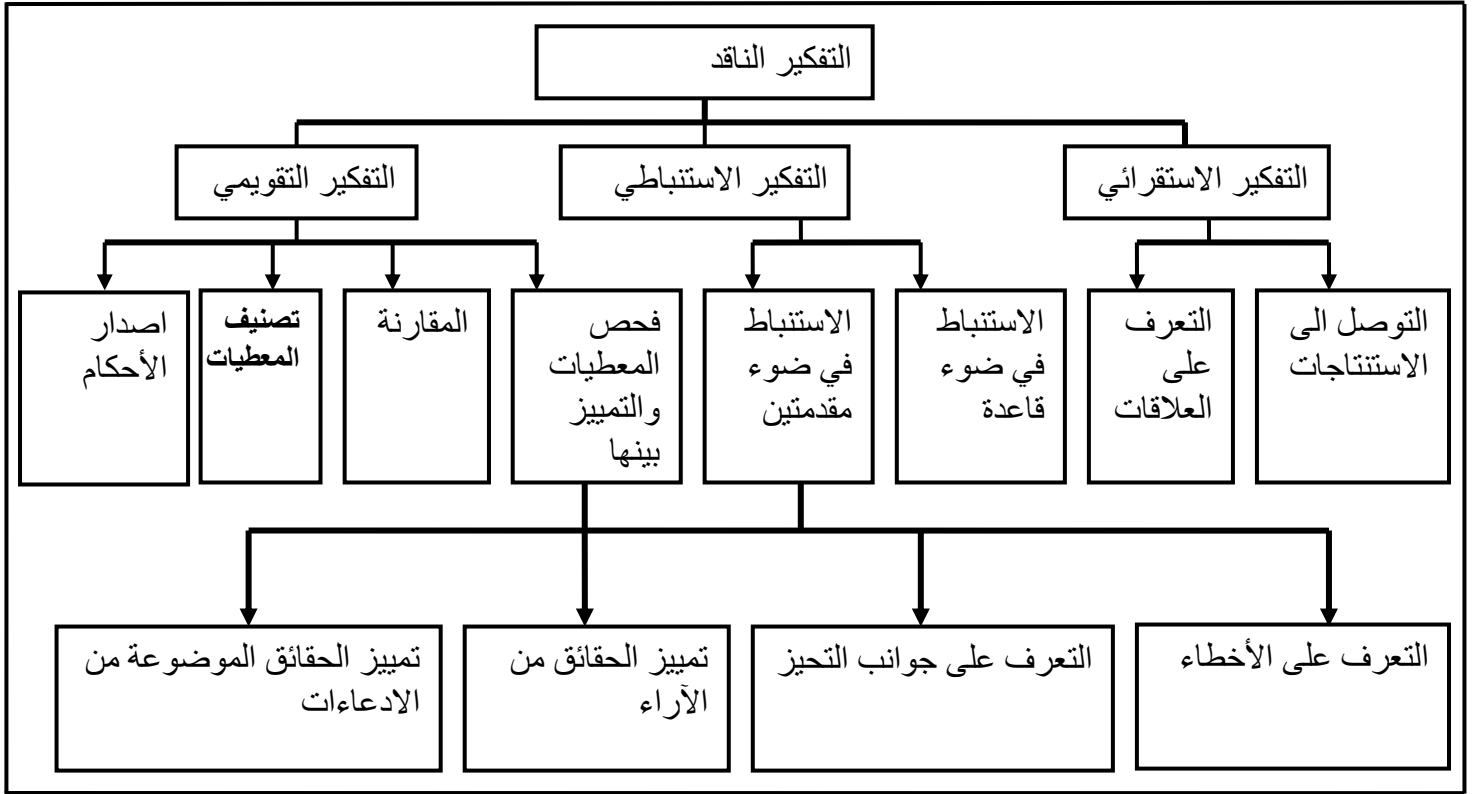 التفكير الناقد
التفكير الاستقرائي
التفكير الاستنباطي
التفكير التقويمي
التوصل الى
الاستنتاجات
التعرف
على
العلاقات
الاستنباط
في ضوء
قاعدة
الاستنباط
في ضوء
مقدمتين
فحص
المعطيات
والتمييز
بينها
المقارنة
تصنيف
المعطيات
اصدار
الأحكام
التعرف على الأخطاء
التعرف على جوانب التحيز
تمييز الحقائق من
الآراء
تمييز الحقائق الموضوعة من
الادعاءات